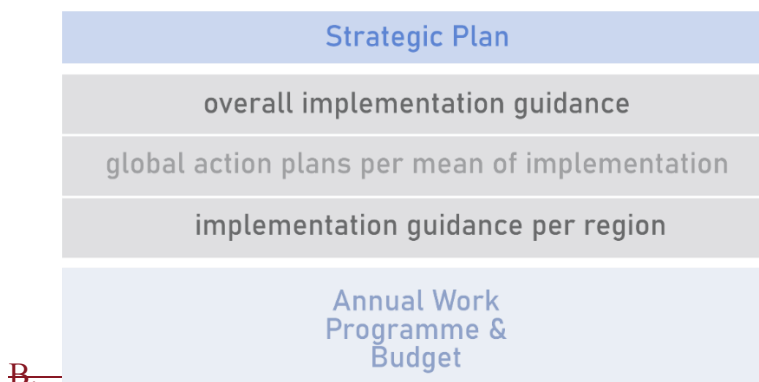 Strategic Plan
overall implementation guidance
global action plans per mean of implementation
implementation guidance per region
Annual Work
Programme &
Budget
B.